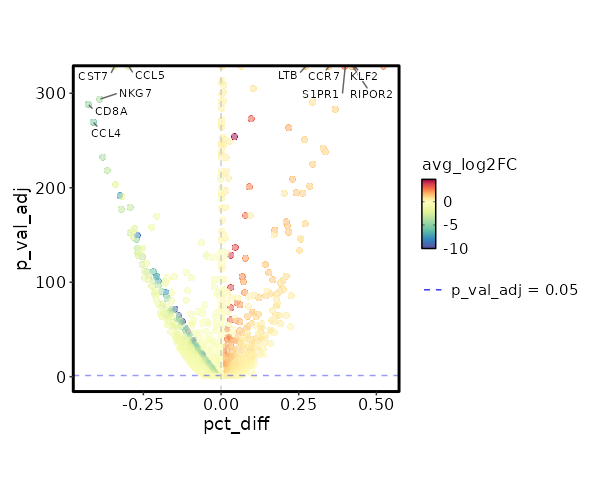 CST7
CCL5
LTB
CCR7
KLF2
NKG7
S1PR1
RIPOR2
CD8A
CCL4
300
200
100
0
p_val_adj
-0.25
0.00
0.25
0.50
pct_diff
avg_log2FC
0
-5
-10
p_val_adj = 0.05